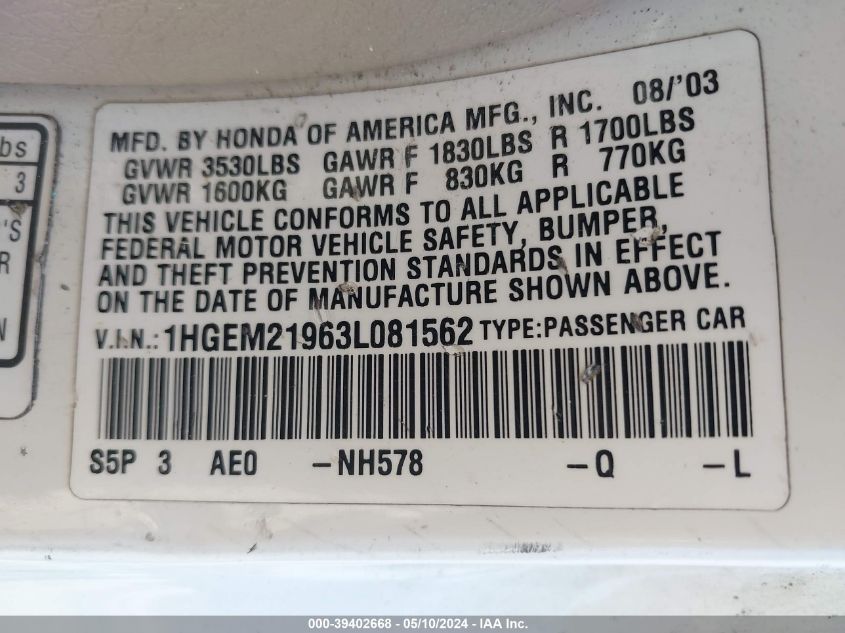 bs
3
'S
R
N
MFD. BY HONDA OF AMERICA MFG., INC. 08/'03
GVWR 3530LBS GAWR F 1830LBS R 1700LBS
GVWR 1600KG GAWR F 830KG R 770KG
THIS VEHICLE CONFORMS TO ALL APPLICABLE
FEDERAL MOTOR VEHICLE SAFETY, BUMPER,
AND THEFT PREVENTION STANDARDS IN EFFECT
ON THE DATE OF MANUFACTURE SHOWN ABOVE.
V.I.N.: 1HGEM21963L081562 TYPE:PASSENGER CAR
S5P 3 AE0 -NH578 -Q -L
000-39402668 - 05/10/2024 - IAA Inc.